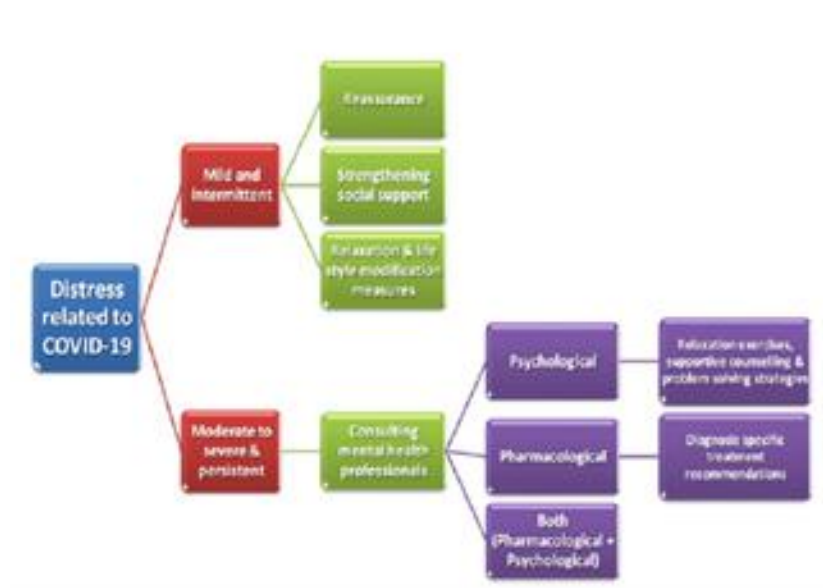 Reassurance
Mild and
intermittent
Strengthening
social support
Relaxation & life
style modification
measures
Distress
related to
COVID-19
Psychological
Relaxation exercises,
supportive counselling &
problem solving strategies
Moderate to
severe &
persistent
Consulting
mental health
professionals
Pharmacological
Diagnosis specific
treatment
recommendations
Both
(Pharmacological +
Psychological)